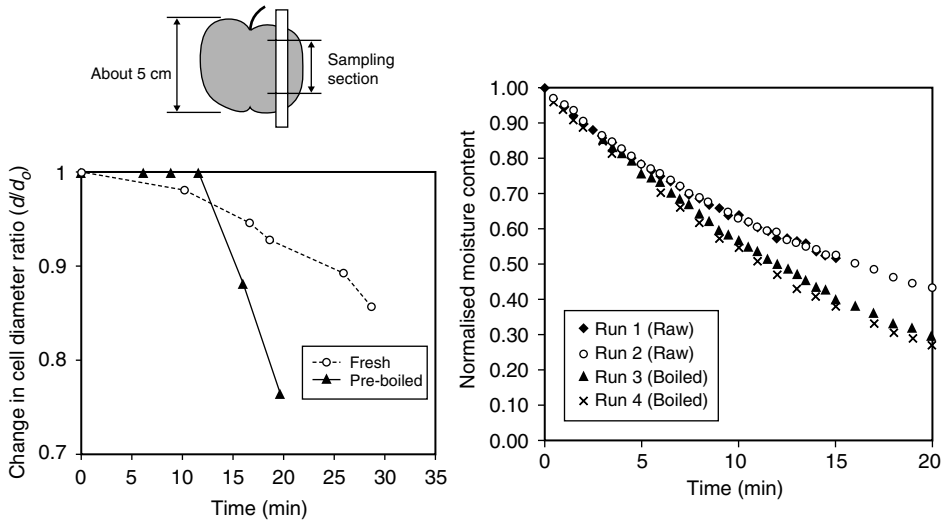 About 5 cm
Sampling
section
Change in cell diameter ratio (d/do)
1
0.9
0.8
0.7
0 5 10 15 20 25 30 35
Time (min)
Fresh
Pre-boiled
Normalised moisture content
1.00
0.90
0.80
0.70
0.60
0.50
0.40
0.30
0.20
0.10
0.00
0 5 10 15 20
Time (min)
Run 1 (Raw)
Run 2 (Raw)
Run 3 (Boiled)
Run 4 (Boiled)